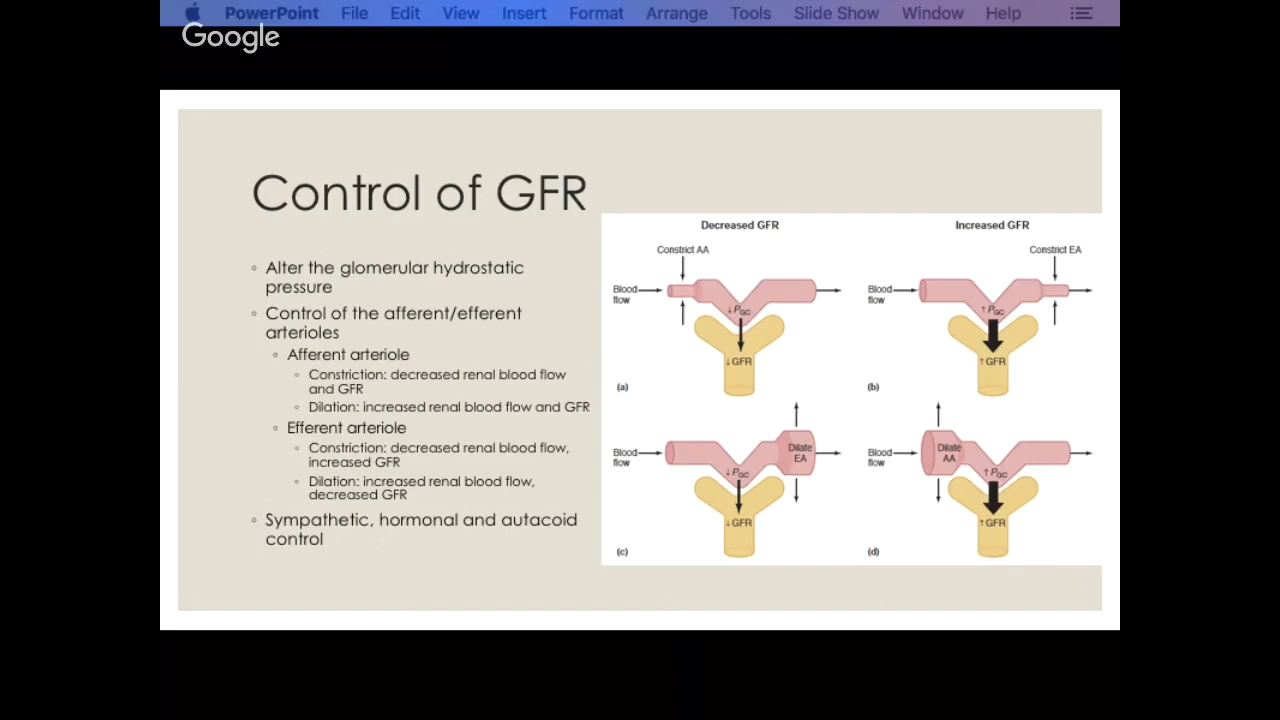 PowerPoint File Edit View Insert Format Arrange Tools Slide Show Window Help
Google
Control of GFR
◦ Alter the glomerular hydrostatic
pressure
◦ Control of the afferent/efferent
arterioles
◦ Afferent arteriole
◦ Constriction: decreased renal blood flow
and GFR
◦ Dilation: increased renal blood flow and GFR
◦ Efferent arteriole
◦ Constriction: decreased renal blood flow,
increased GFR
◦ Dilation: increased renal blood flow,
decreased GFR
◦ Sympathetic, hormonal and autacoid
control
Decreased GFR
Constrict AA
Blood
flow
↓PGC
↓GFR
(a)
Increased GFR
Constrict EA
Blood
flow
↑PGC
↑GFR
(b)
Blood
flow
Dilate
EA
↓PGC
↓GFR
(c)
Blood
flow
Dilate
AA
↑PGC
↑GFR
(d)